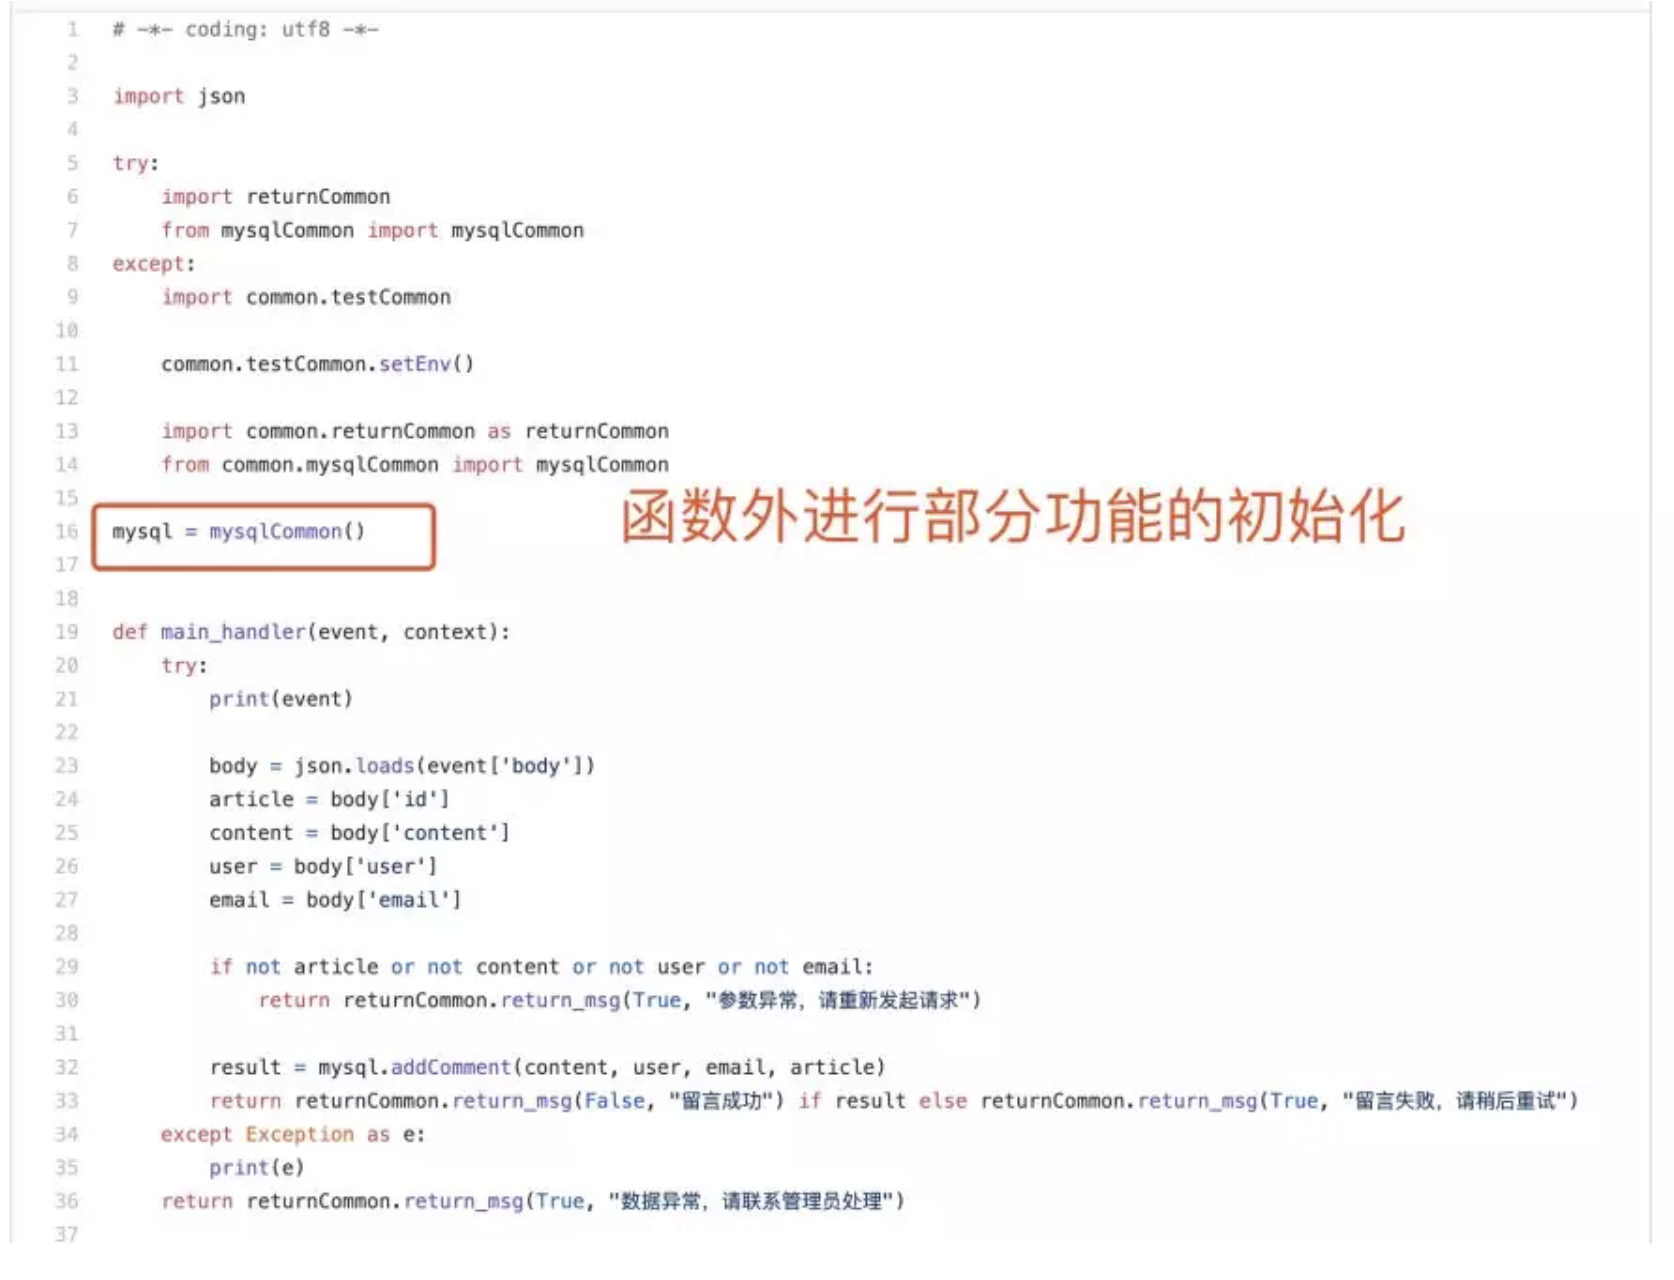 1 # -*- coding: utf8 -*-
2
3 import json
4
5 try:
6 import returnCommon
7 from mysqlCommon import mysqlCommon
8 except:
9 import common.testCommon
10
11 common.testCommon.setEnv()
12
13 import common.returnCommon as returnCommon
14 from common.mysqlCommon import mysqlCommon
15
函数外进行部分功能的初始化
16 mysql = mysqlCommon()
17
18
19 def main_handler(event, context):
20 try:
21 print(event)
22
23 body = json.loads(event['body'])
24 article = body['id']
25 content = body['content']
26 user = body['user']
27 email = body['email']
28
29 if not article or not content or not user or not email:
30 return returnCommon.return_msg(True, "参数异常，请重新发起请求")
31
32 result = mysql.addComment(content, user, email, article)
33 return returnCommon.return_msg(False, "留言成功") if result else returnCommon.return_msg(True, "留言失败，请稍后重试")
34 except Exception as e:
35 print(e)
36 return returnCommon.return_msg(True, "数据异常，请联系管理员处理")
37